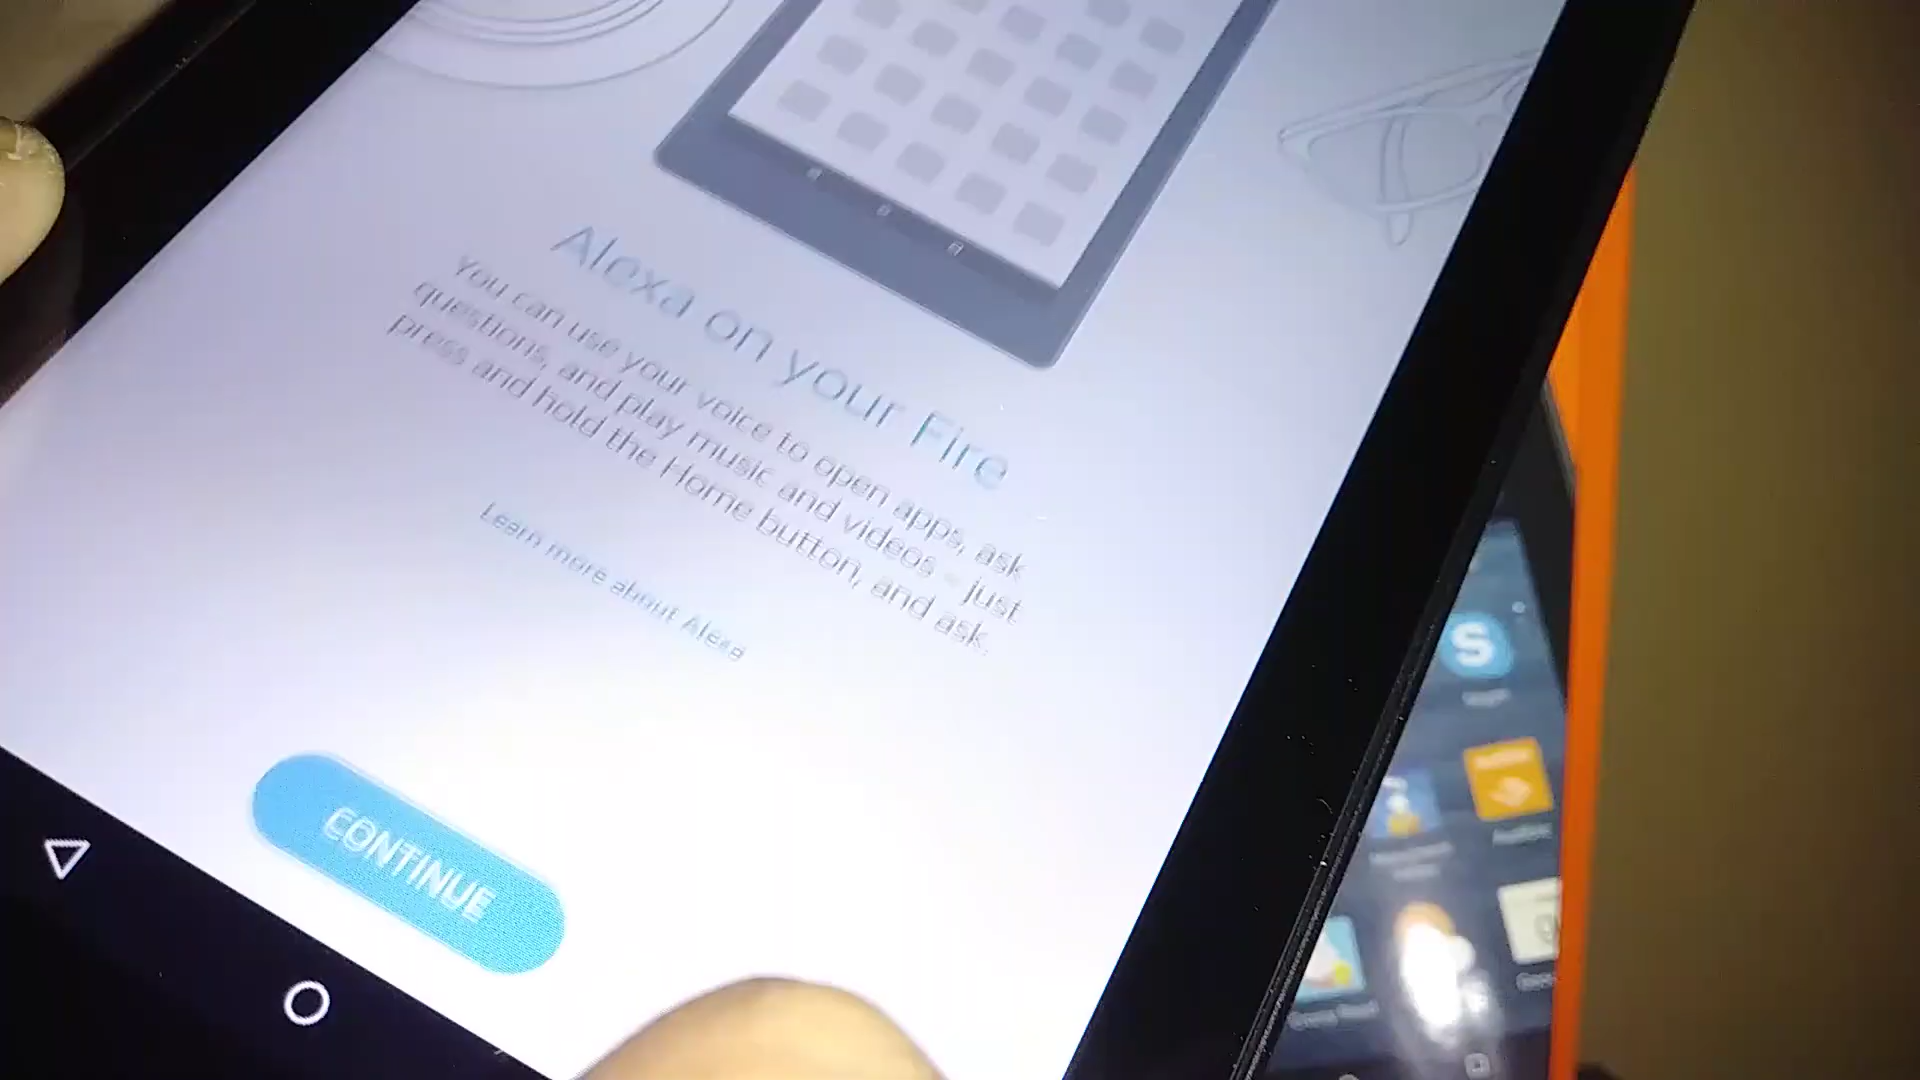 Alexa on your Fire
You can use your voice to open apps, ask
questions, and play music and videos - just
press and hold the Home button, and ask.
Learn more about Alexa
CONTINUE
S